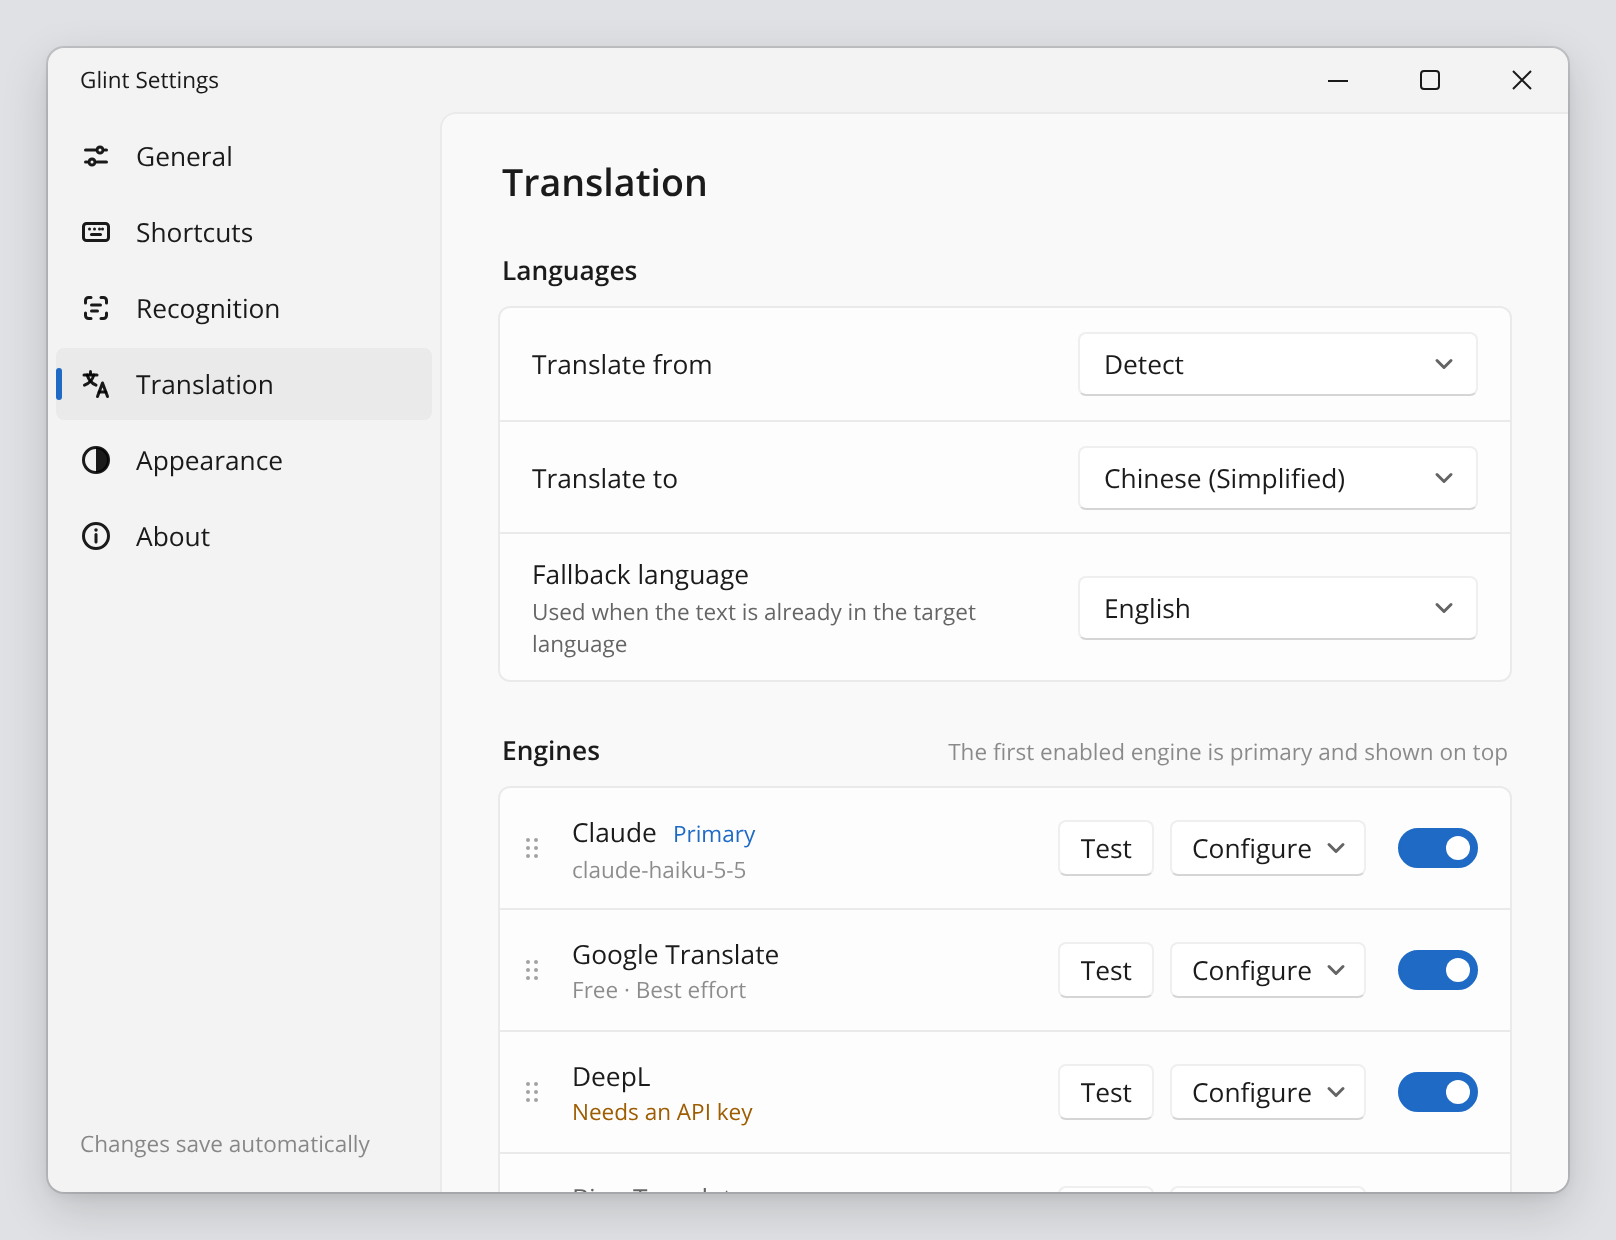 Glint Settings
General
Shortcuts
Recognition
Translation
Appearance
About
Changes save automatically
Translation
Languages
Translate from
Detect
Translate to
Chinese (Simplified)
Fallback language
Used when the text is already in the target
language
English
Engines
The first enabled engine is primary and shown on top
Claude Primary
claude-haiku-5-5
Test
Configure
Google Translate
Free · Best effort
Test
Configure
DeepL
Needs an API key
Test
Configure